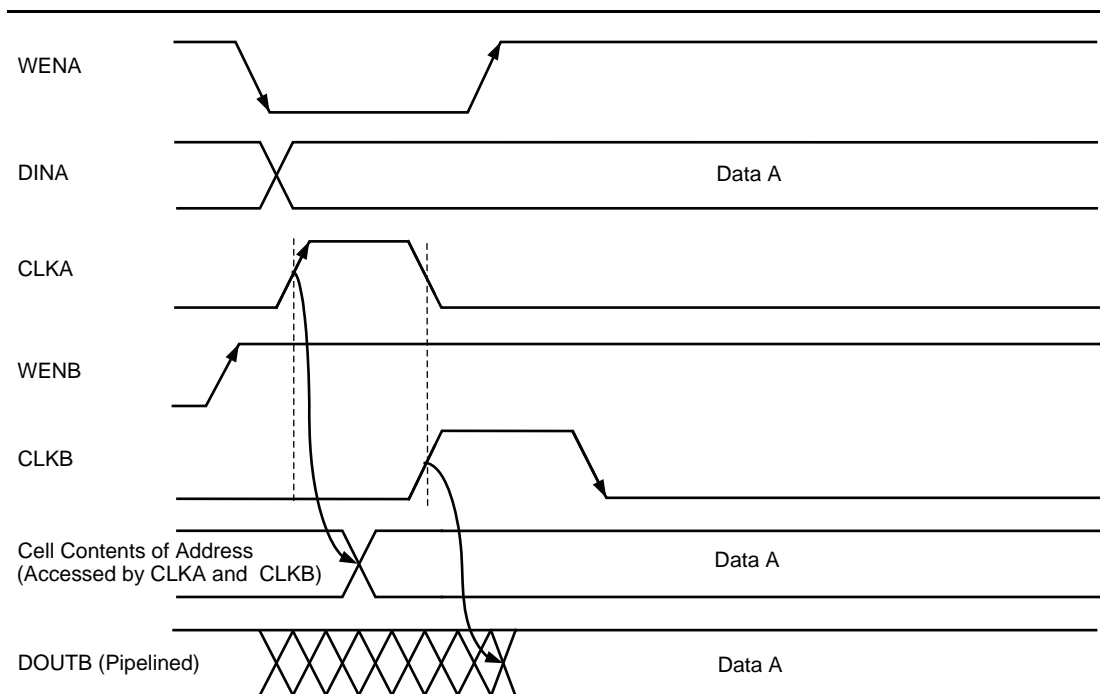 WENA
DINA
Data A
CLKA
WENB
CLKB
Cell Contents of Address
(Accessed by CLKA and CLKB)
Data A
DOUTB (Pipelined)
Data A